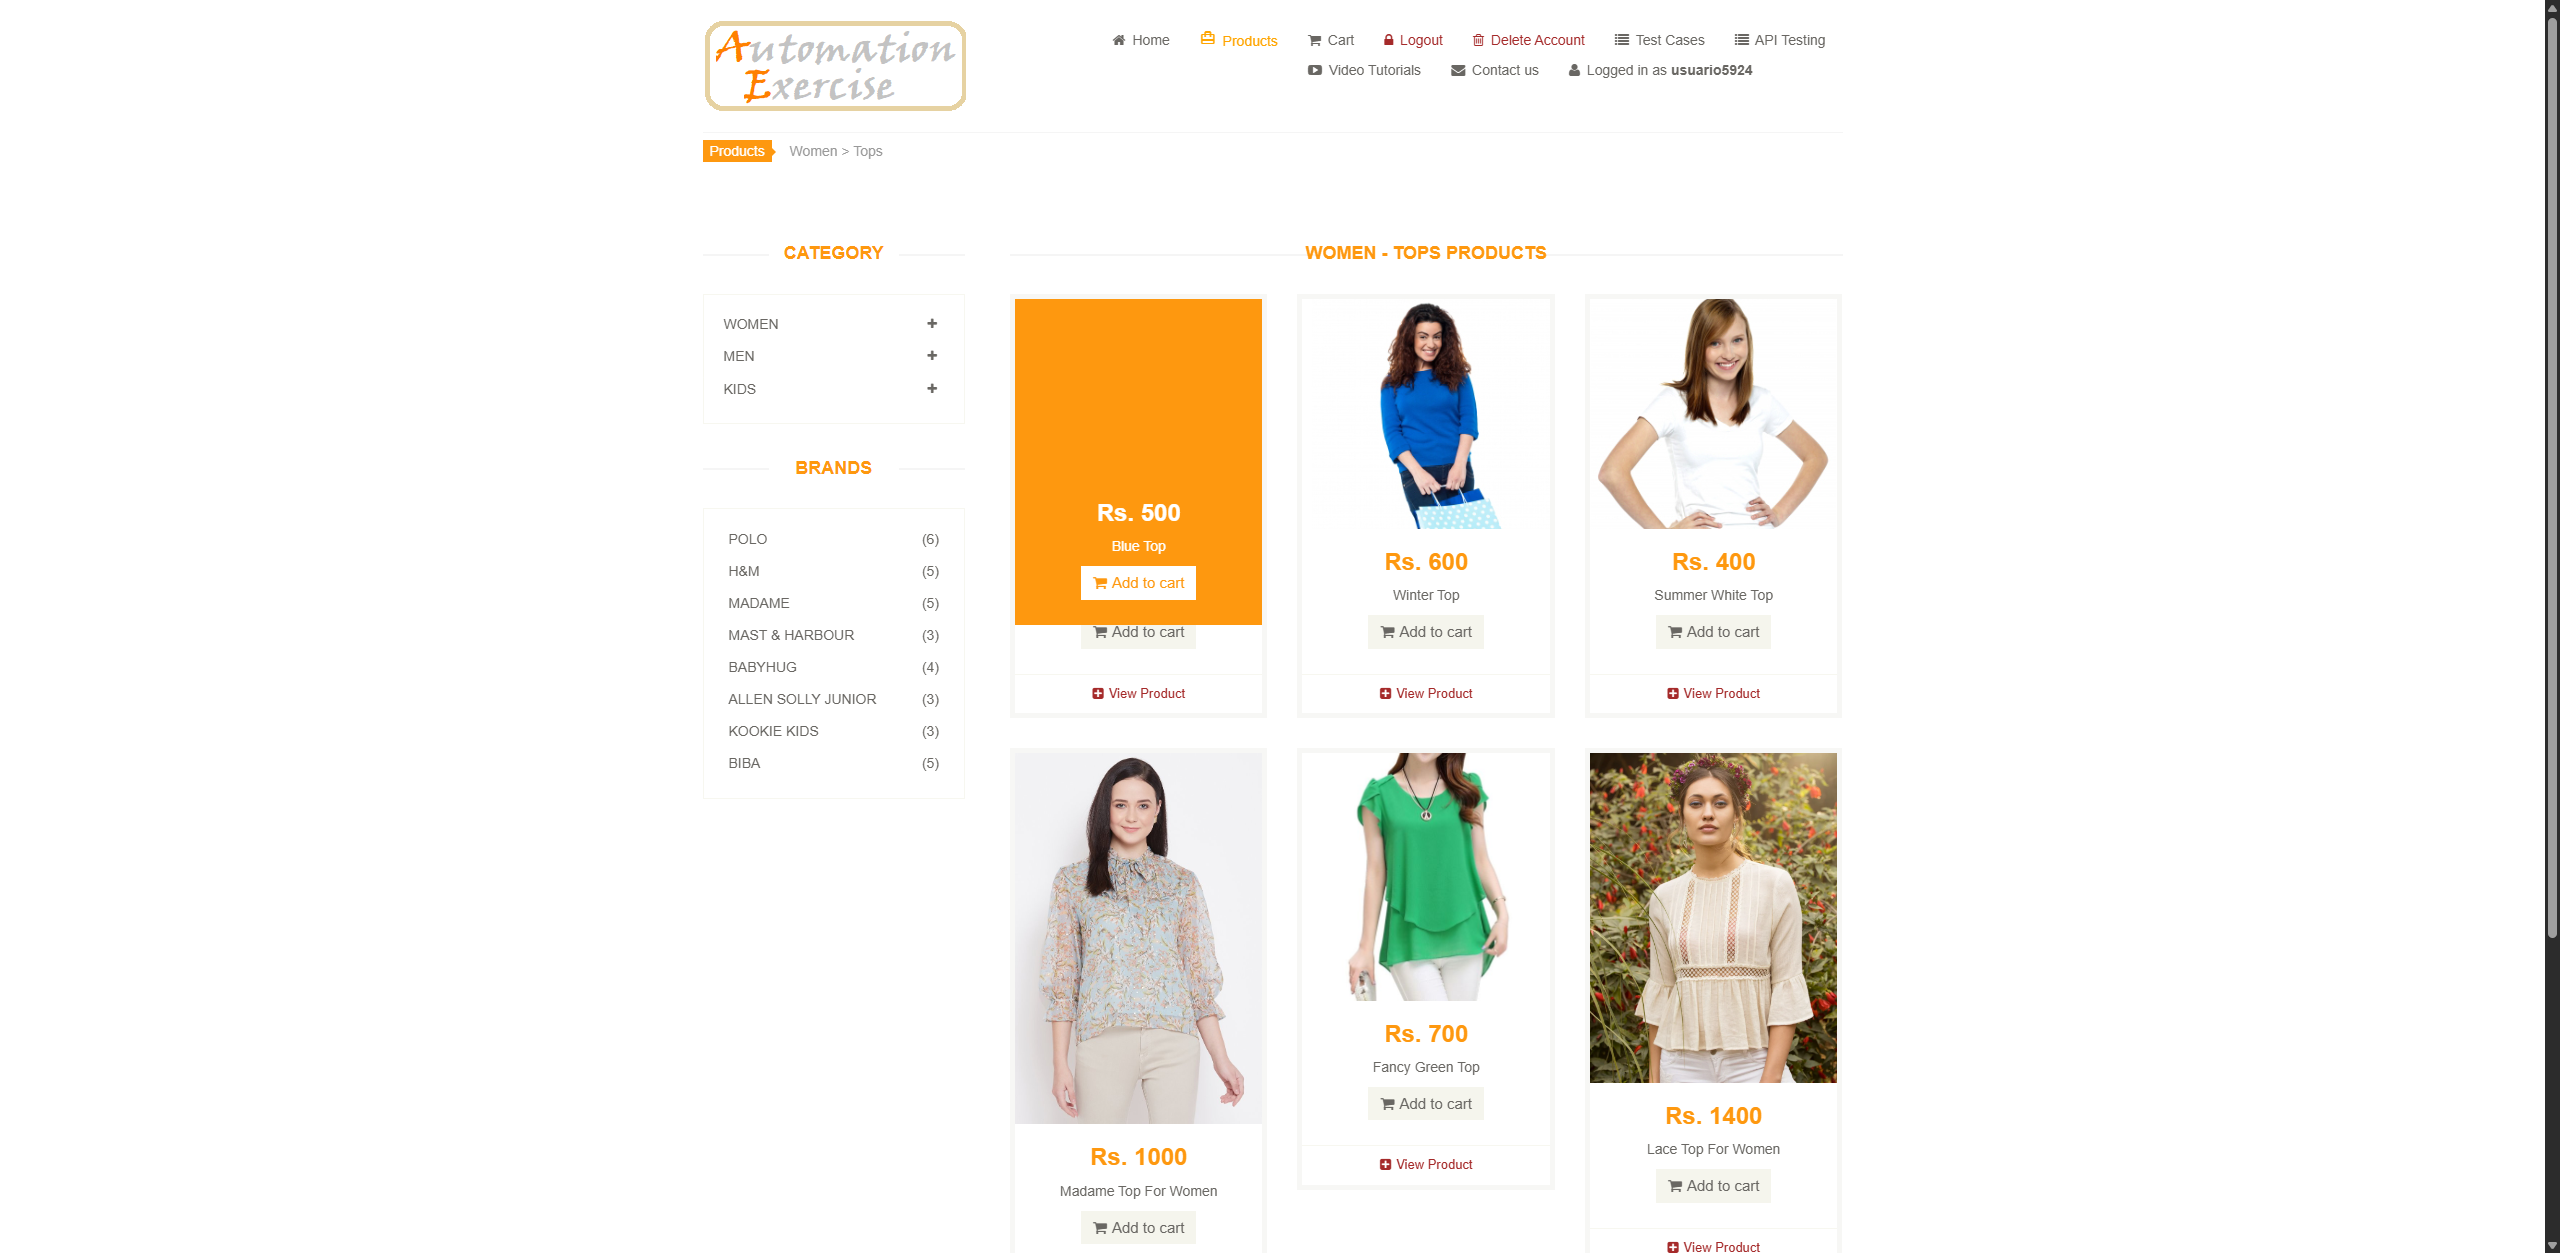 Automation
Exercise
Home
Products
Cart
Logout
Delete Account
Test Cases
API Testing
Video Tutorials
Contact us
Logged in as usuario5924
Products
Women > Tops
CATEGORY
WOMEN
MEN
KIDS
BRANDS
POLO (6)
H&M (5)
MADAME (5)
MAST & HARBOUR (3)
BABYHUG (4)
ALLEN SOLLY JUNIOR (3)
KOOKIE KIDS (3)
BIBA (5)
WOMEN - TOPS PRODUCTS
Rs. 500
Blue Top
Add to cart
Add to cart
View Product
Rs. 600
Winter Top
Add to cart
View Product
Rs. 400
Summer White Top
Add to cart
View Product
Rs. 1000
Madame Top For Women
Add to cart
Rs. 700
Fancy Green Top
Add to cart
View Product
Rs. 1400
Lace Top For Women
Add to cart
View Product